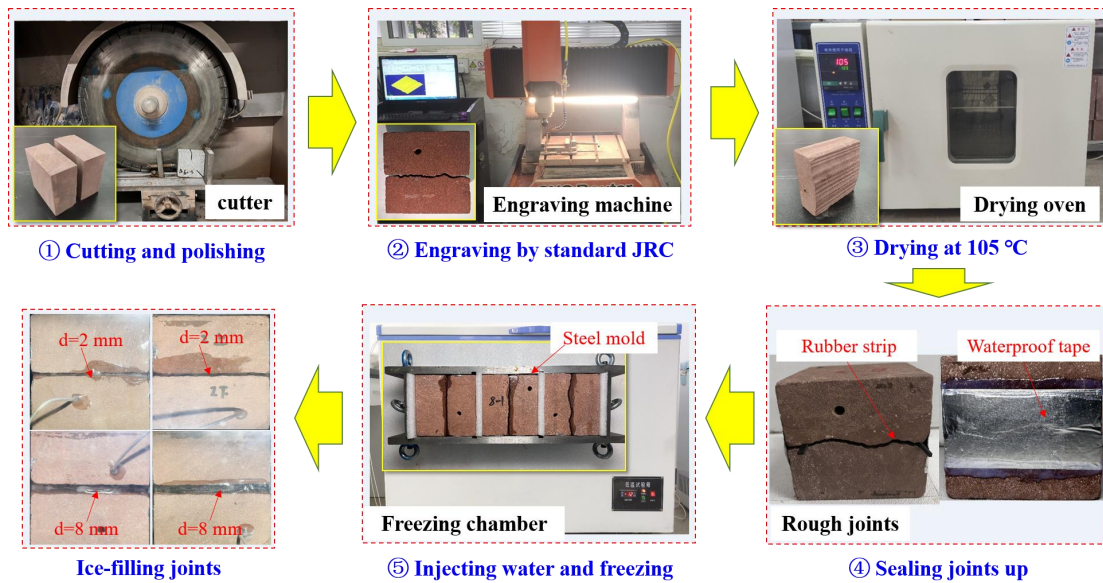 cutter
① Cutting and polishing
Engraving machine
② Engraving by standard JRC
105
Drying oven
③ Drying at 105 ℃
Rubber strip
Waterproof tape
Rough joints
④ Sealing joints up
Steel mold
8-1
Freezing chamber
⑤ Injecting water and freezing
d=2 mm
d=2 mm
27
d=8 mm
d=8 mm
Ice-filling joints